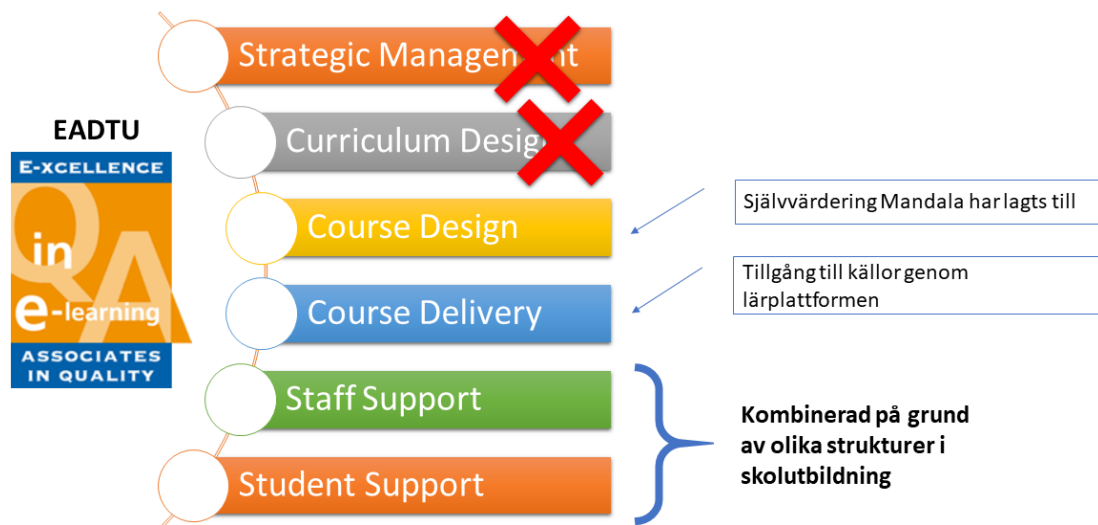 Strategic Management
EADTU
Curriculum Design
E-XCELLENCE
QA
in
e-learning
ASSOCIATES
IN QUALITY
Course Design
Självvärdering Mandala har lagts till
Course Delivery
Tillgång till källor genom
lärplattformen
Staff Support
Student Support
Kombinerad på grund
av olika strukturer i
skolutbildning